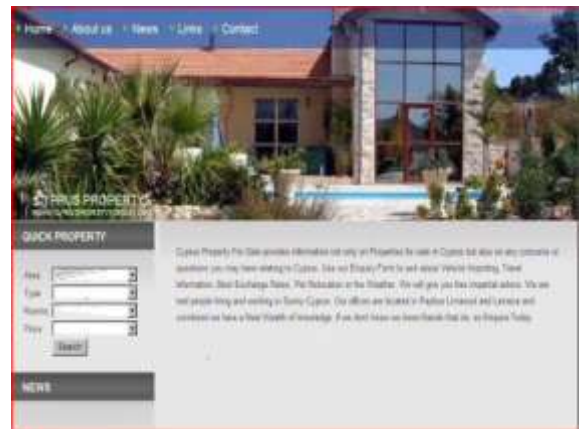 Home About us News Links Contact
CYPRUS PROPERTY
QUICK PROPERTY
Cyprus Property For Sale provides information not only on Properties for sale in Cyprus but also on any concerns or
questions you may have relating to Cyprus. Use our Enquiry Form to ask about Vehicle Importing, Travel
Information, Best Exchange Rates, Pet Relocation or the Weather. We will give you free impartial advice. We are
real people living and working in Sunny Cyprus. Our offices are located in Paphos Limassol and Larnaca and
combined we have a Vast Wealth of knowledge. If we don't know we have friends that do, so Enquire Today.
Area
Type
Rooms
Price
Search
NEWS